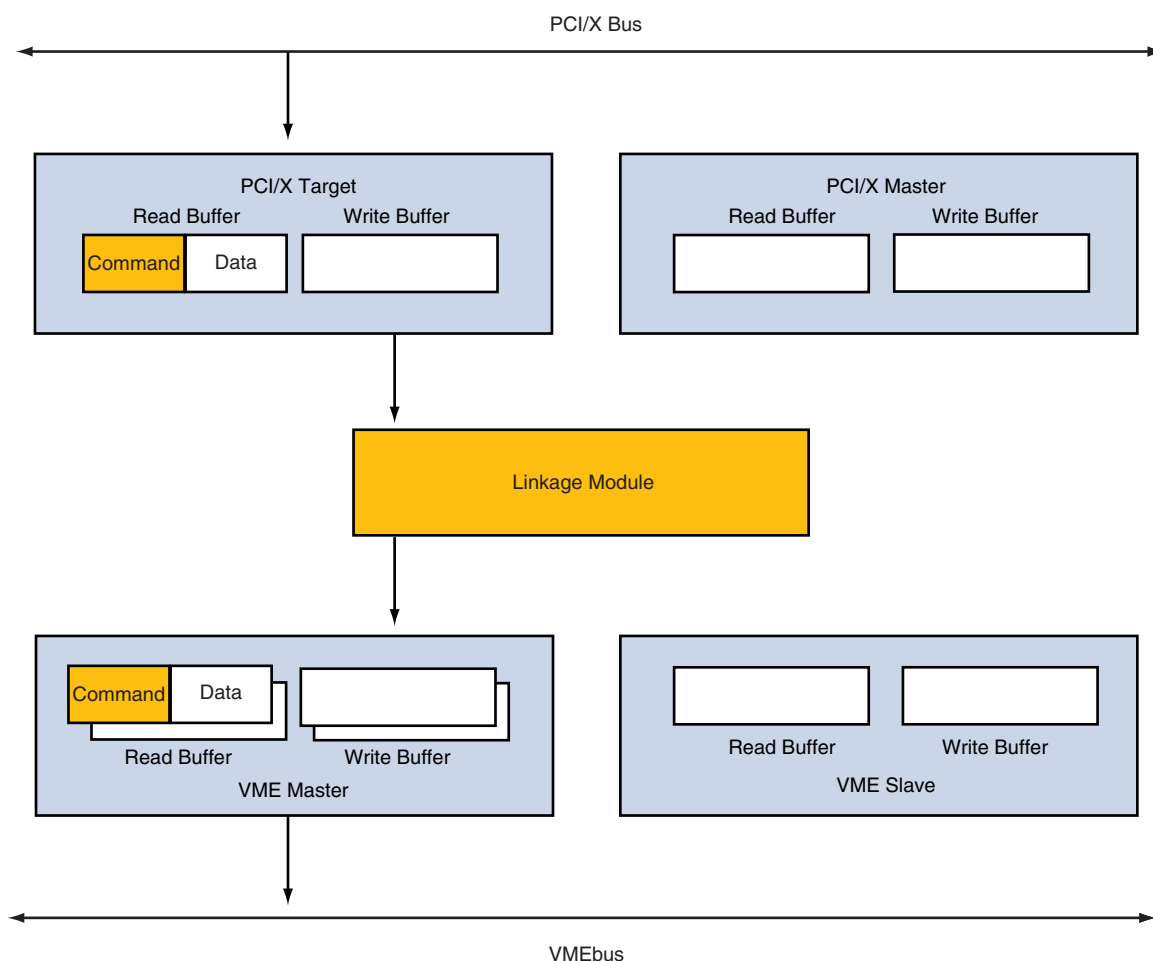 PCI/X Bus
PCI/X Target
Read Buffer
Write Buffer
Command
Data
PCI/X Master
Read Buffer
Write Buffer
Linkage Module
Command
Data
Read Buffer
Write Buffer
VME Master
Read Buffer
Write Buffer
VME Slave
VMEbus